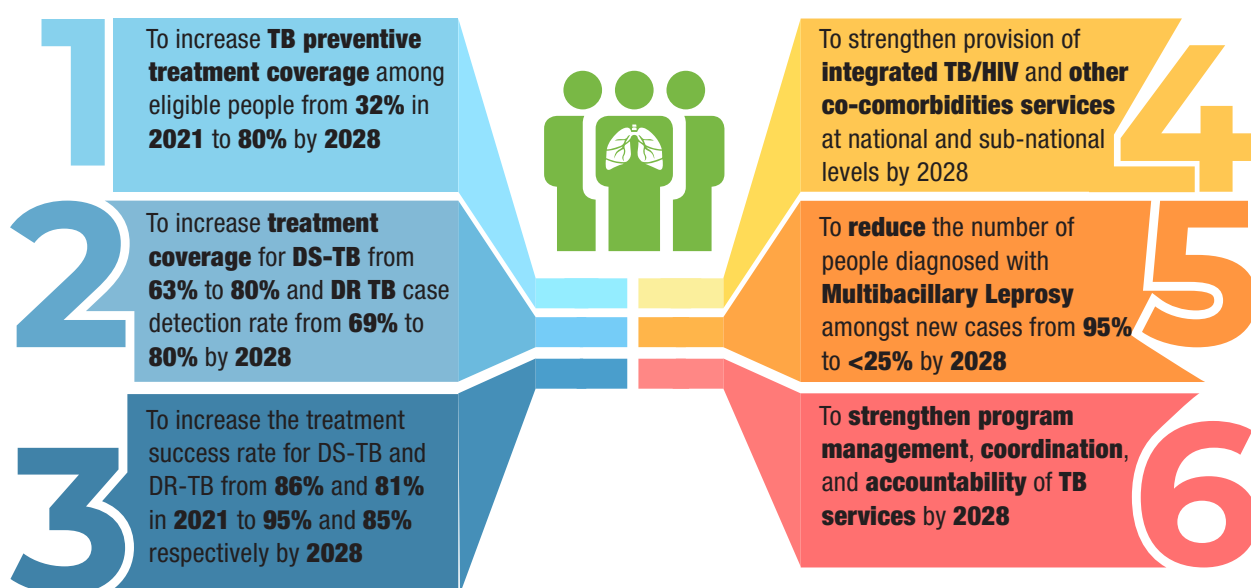 1
To increase TB preventive
treatment coverage among
eligible people from 32% in
2021 to 80% by 2028
2
To increase treatment
coverage for DS-TB from
63% to 80% and DR TB case
detection rate from 69% to
80% by 2028
3
To increase the treatment
success rate for DS-TB and
DR-TB from 86% and 81%
in 2021 to 95% and 85%
respectively by 2028
4
To strengthen provision of
integrated TB/HIV and other
co-comorbidities services
at national and sub-national
levels by 2028
5
To reduce the number of
people diagnosed with
Multibacillary Leprosy
amongst new cases from 95%
to <25% by 2028
6
To strengthen program
management, coordination,
and accountability of TB
services by 2028